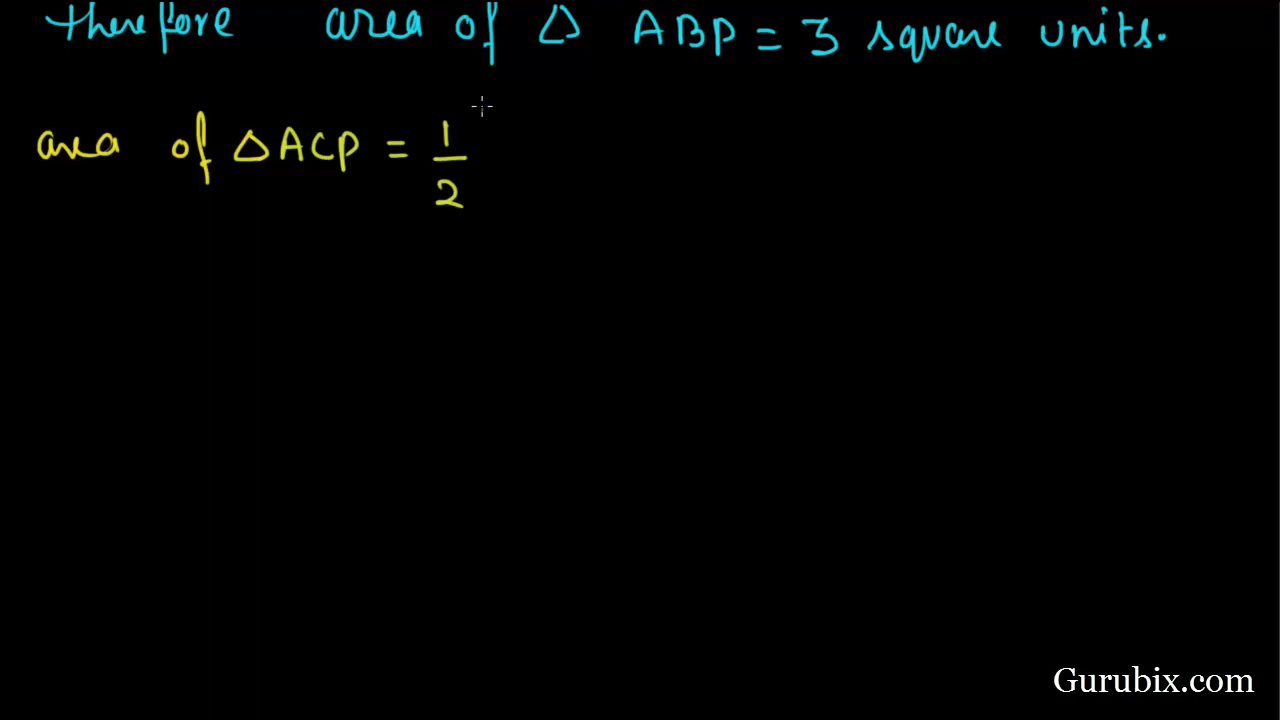 therefore area of △ ABP = 3 square units.
area of △ACP = 1/2
Gurubix.com